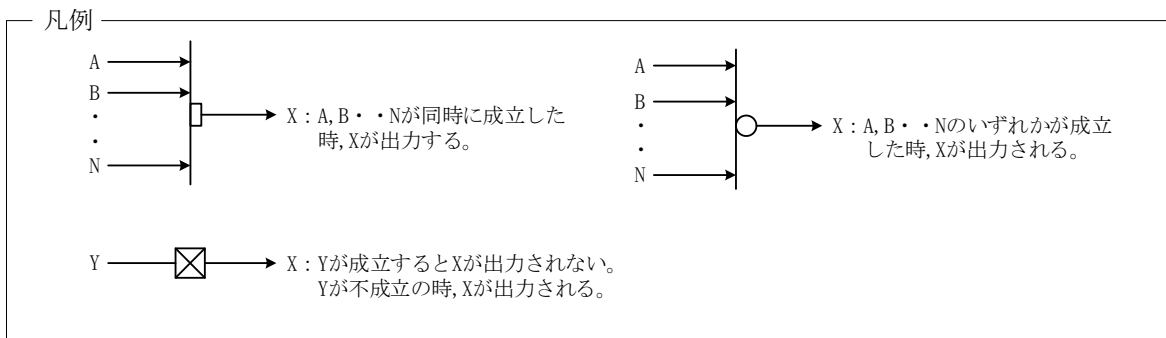 凡例
A
B
・
・
N
X：A,B・・Nが同時に成立した
時,Xが出力する。
A
B
・
・
N
X：A,B・・Nのいずれかが成立
した時,Xが出力される。
Y
X：Yが成立するとXが出力されない。
Yが不成立の時,Xが出力される。